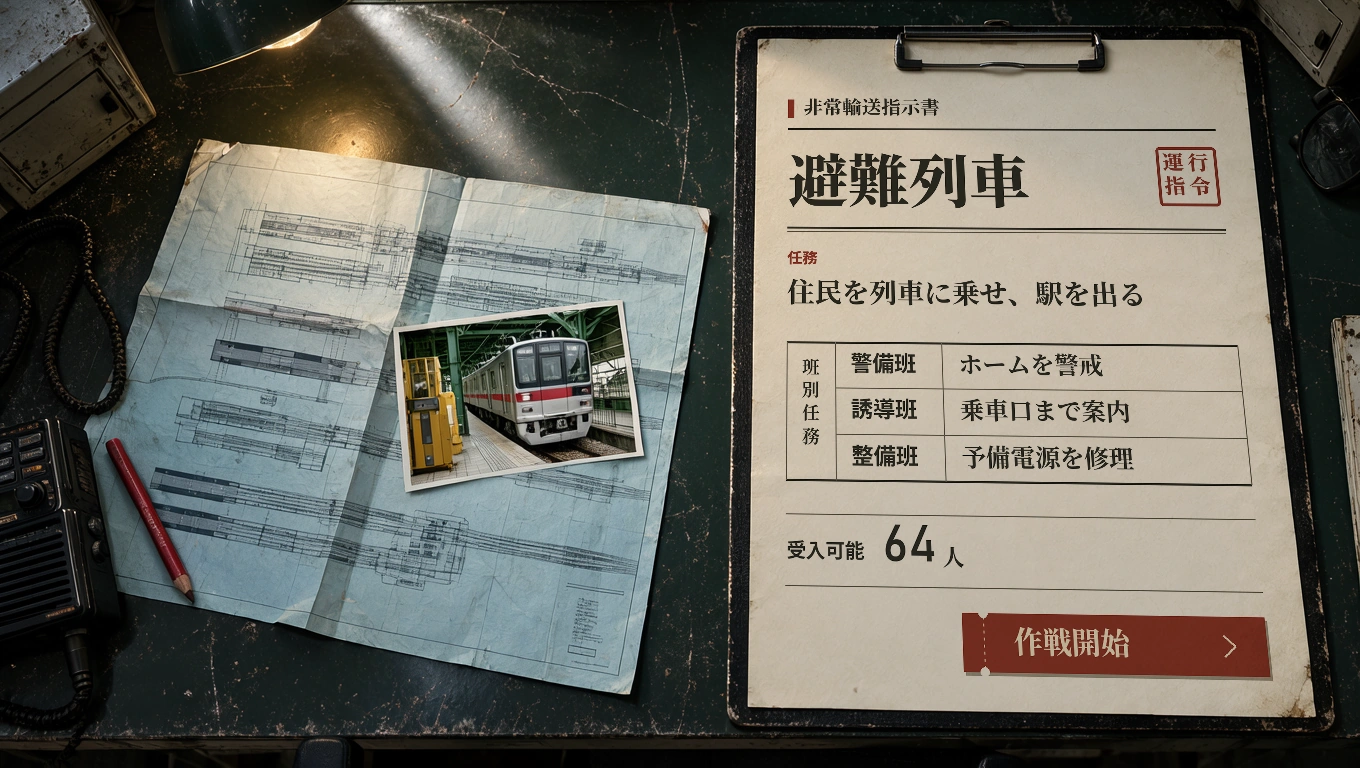 非常輸送指示書
避難列車
運行
指令
任務
住民を列車に乗せ、駅を出る
班別任務
警備班 ホームを警戒
誘導班 乗車口まで案内
整備班 予備電源を修理
受入可能 64人
作戦開始